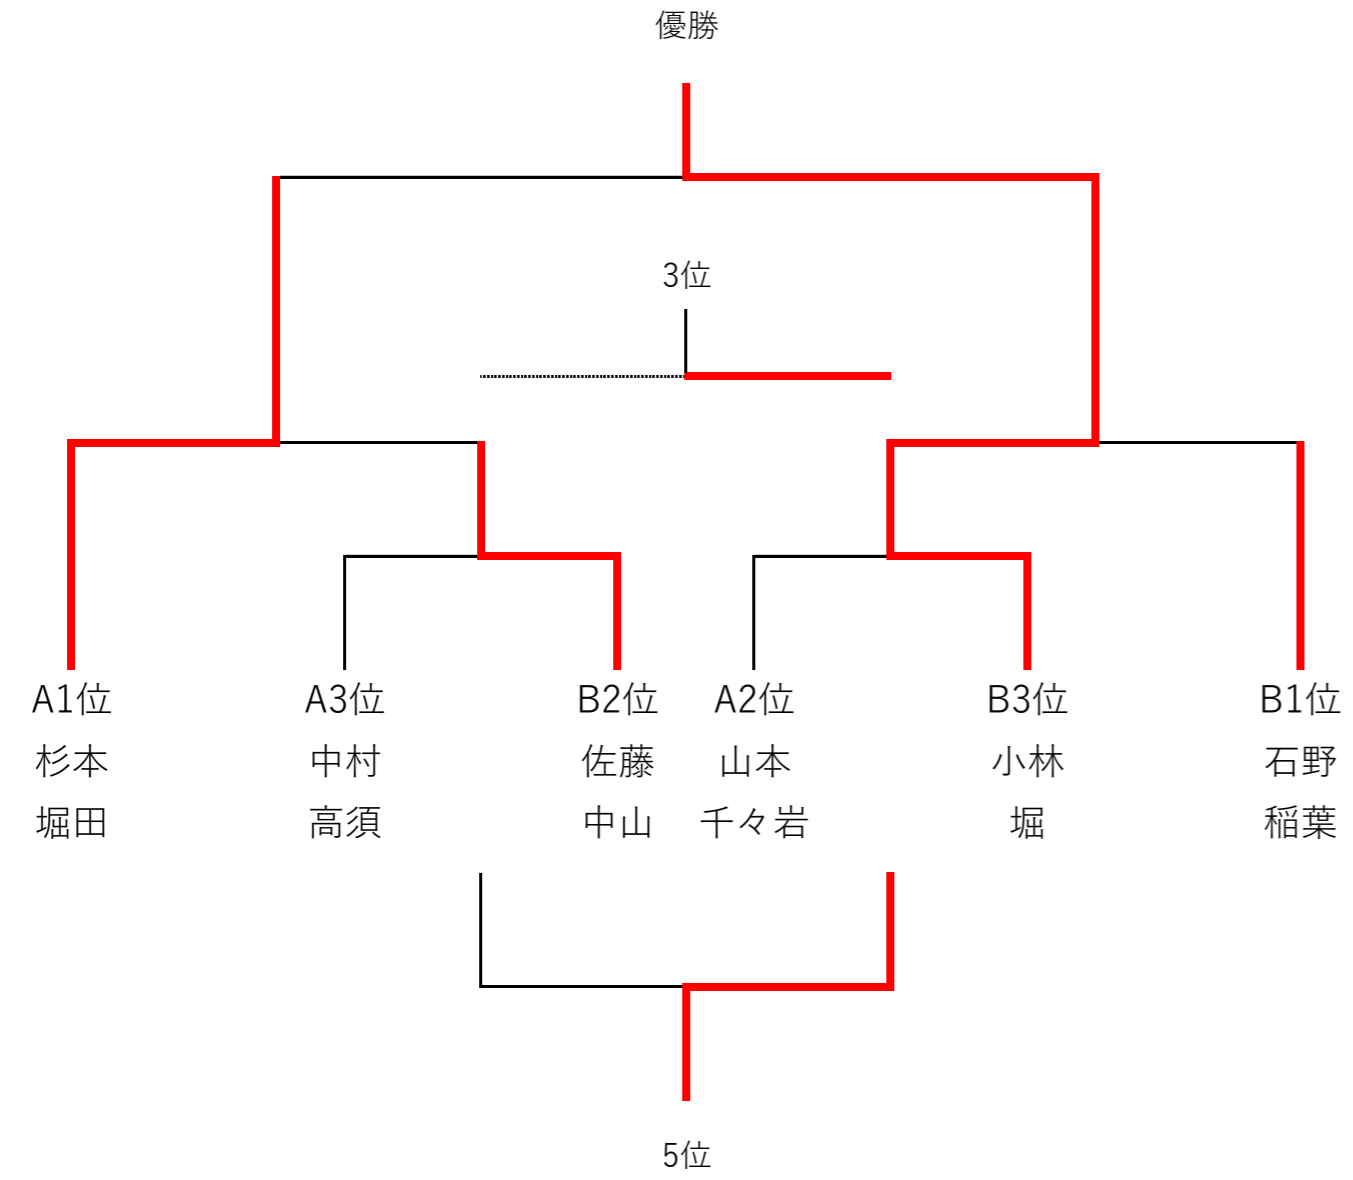 優勝
3位
A1位 A3位 B2位 A2位 B3位 B1位
杉本 中村 佐藤 山本 小林 石野
堀田 高須 中山 千々岩 堀 稲葉
5位